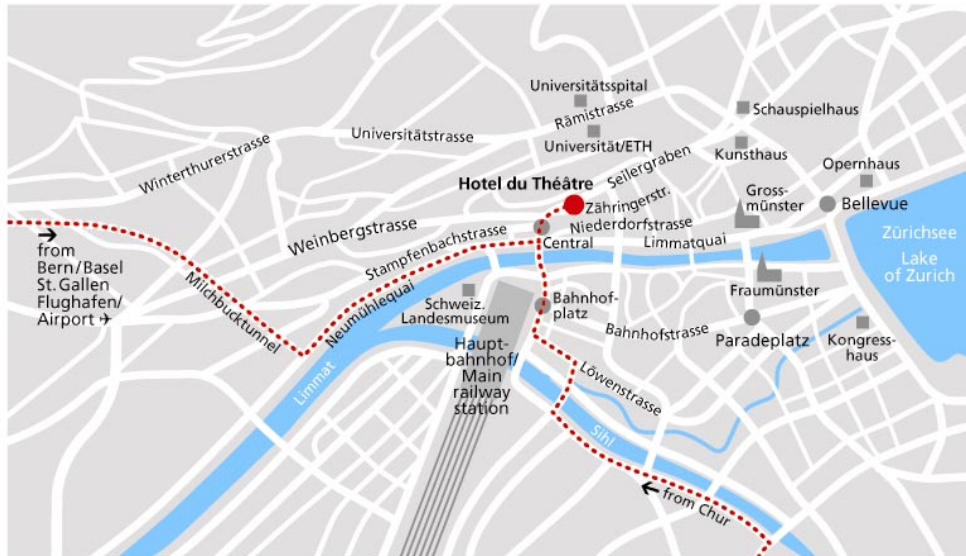 Universitätsspital
Rämistrasse
Schauspielhaus
Universitätstrasse
Universität/ETH
Kunsthaus
Winterthurerstrasse
Seilergraben
Opernhaus
Hotel du Théâtre
Zähringerstr.
Gross-
münster
Bellevue
Niederdorfstrasse
Weinbergstrasse
Central
Limmatquai
Zürichsee
Lake
of Zurich
→
from
Bern/Basel
St. Gallen
Flughafen/
Airport ✈
Stampfenbachstrasse
Milchbucktunnel
Neumühlequai
Schweiz.
Landesmuseum
Bahnhof-
platz
Fraumünster
Bahnhofstrasse
Paradeplatz
Kongress-
haus
Haupt-
bahnhof/
Main
railway
station
Limmat
Löwenstrasse
Sihl
← from Chur